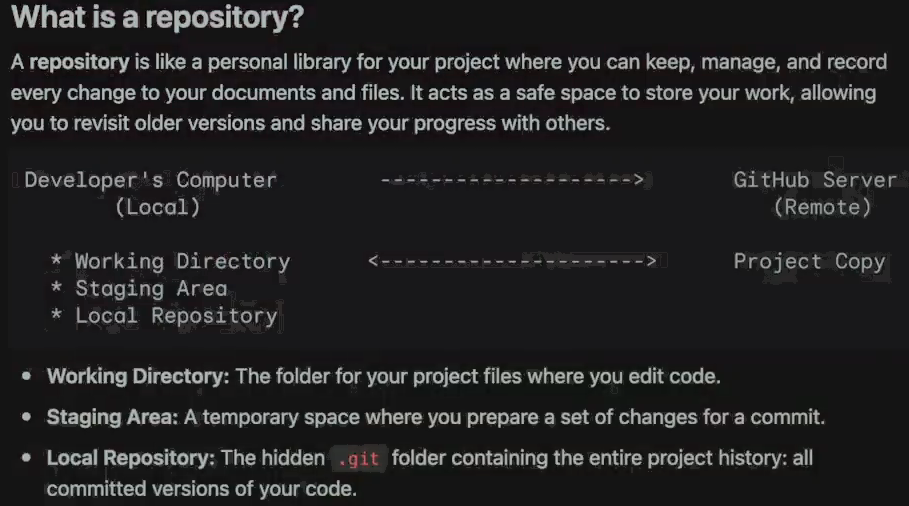 What is a repository?
A repository is like a personal library for your project where you can keep, manage, and record
every change to your documents and files. It acts as a safe space to store your work, allowing
you to revisit older versions and share your progress with others.
Developer's Computer -------------------> GitHub Server
(Local) (Remote)
* Working Directory <--------------------> Project Copy
* Staging Area
* Local Repository
• Working Directory: The folder for your project files where you edit code.
• Staging Area: A temporary space where you prepare a set of changes for a commit.
• Local Repository: The hidden .git folder containing the entire project history: all
committed versions of your code.